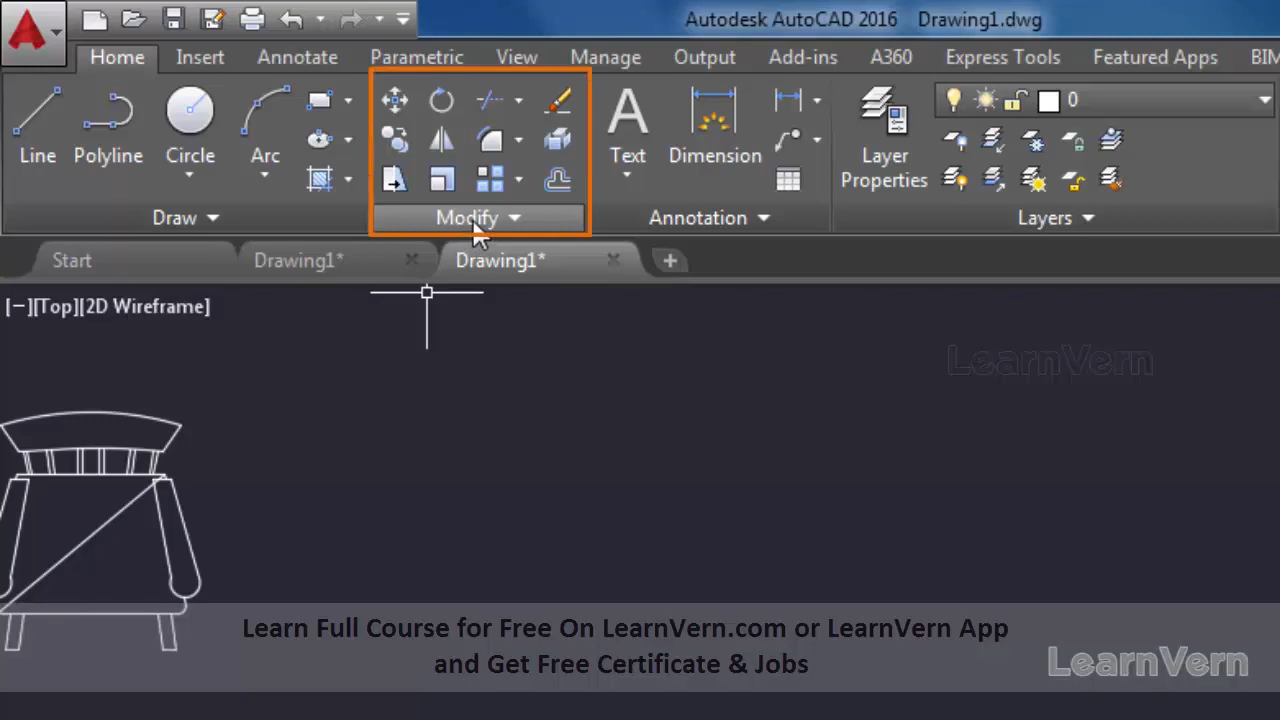 Autodesk AutoCAD 2016 Drawing1.dwg
Home Insert Annotate Parametric View Manage Output Add-ins A360 Express Tools Featured Apps BIM
0
Line Polyline Circle Arc
A
Text Dimension
Layer
Properties
Draw Modify Annotation Layers
Start Drawing1* Drawing1*
[−][Top][2D Wireframe]
LearnVern
Learn Full Course for Free On LearnVern.com or LearnVern App
and Get Free Certificate & Jobs
LearnVern